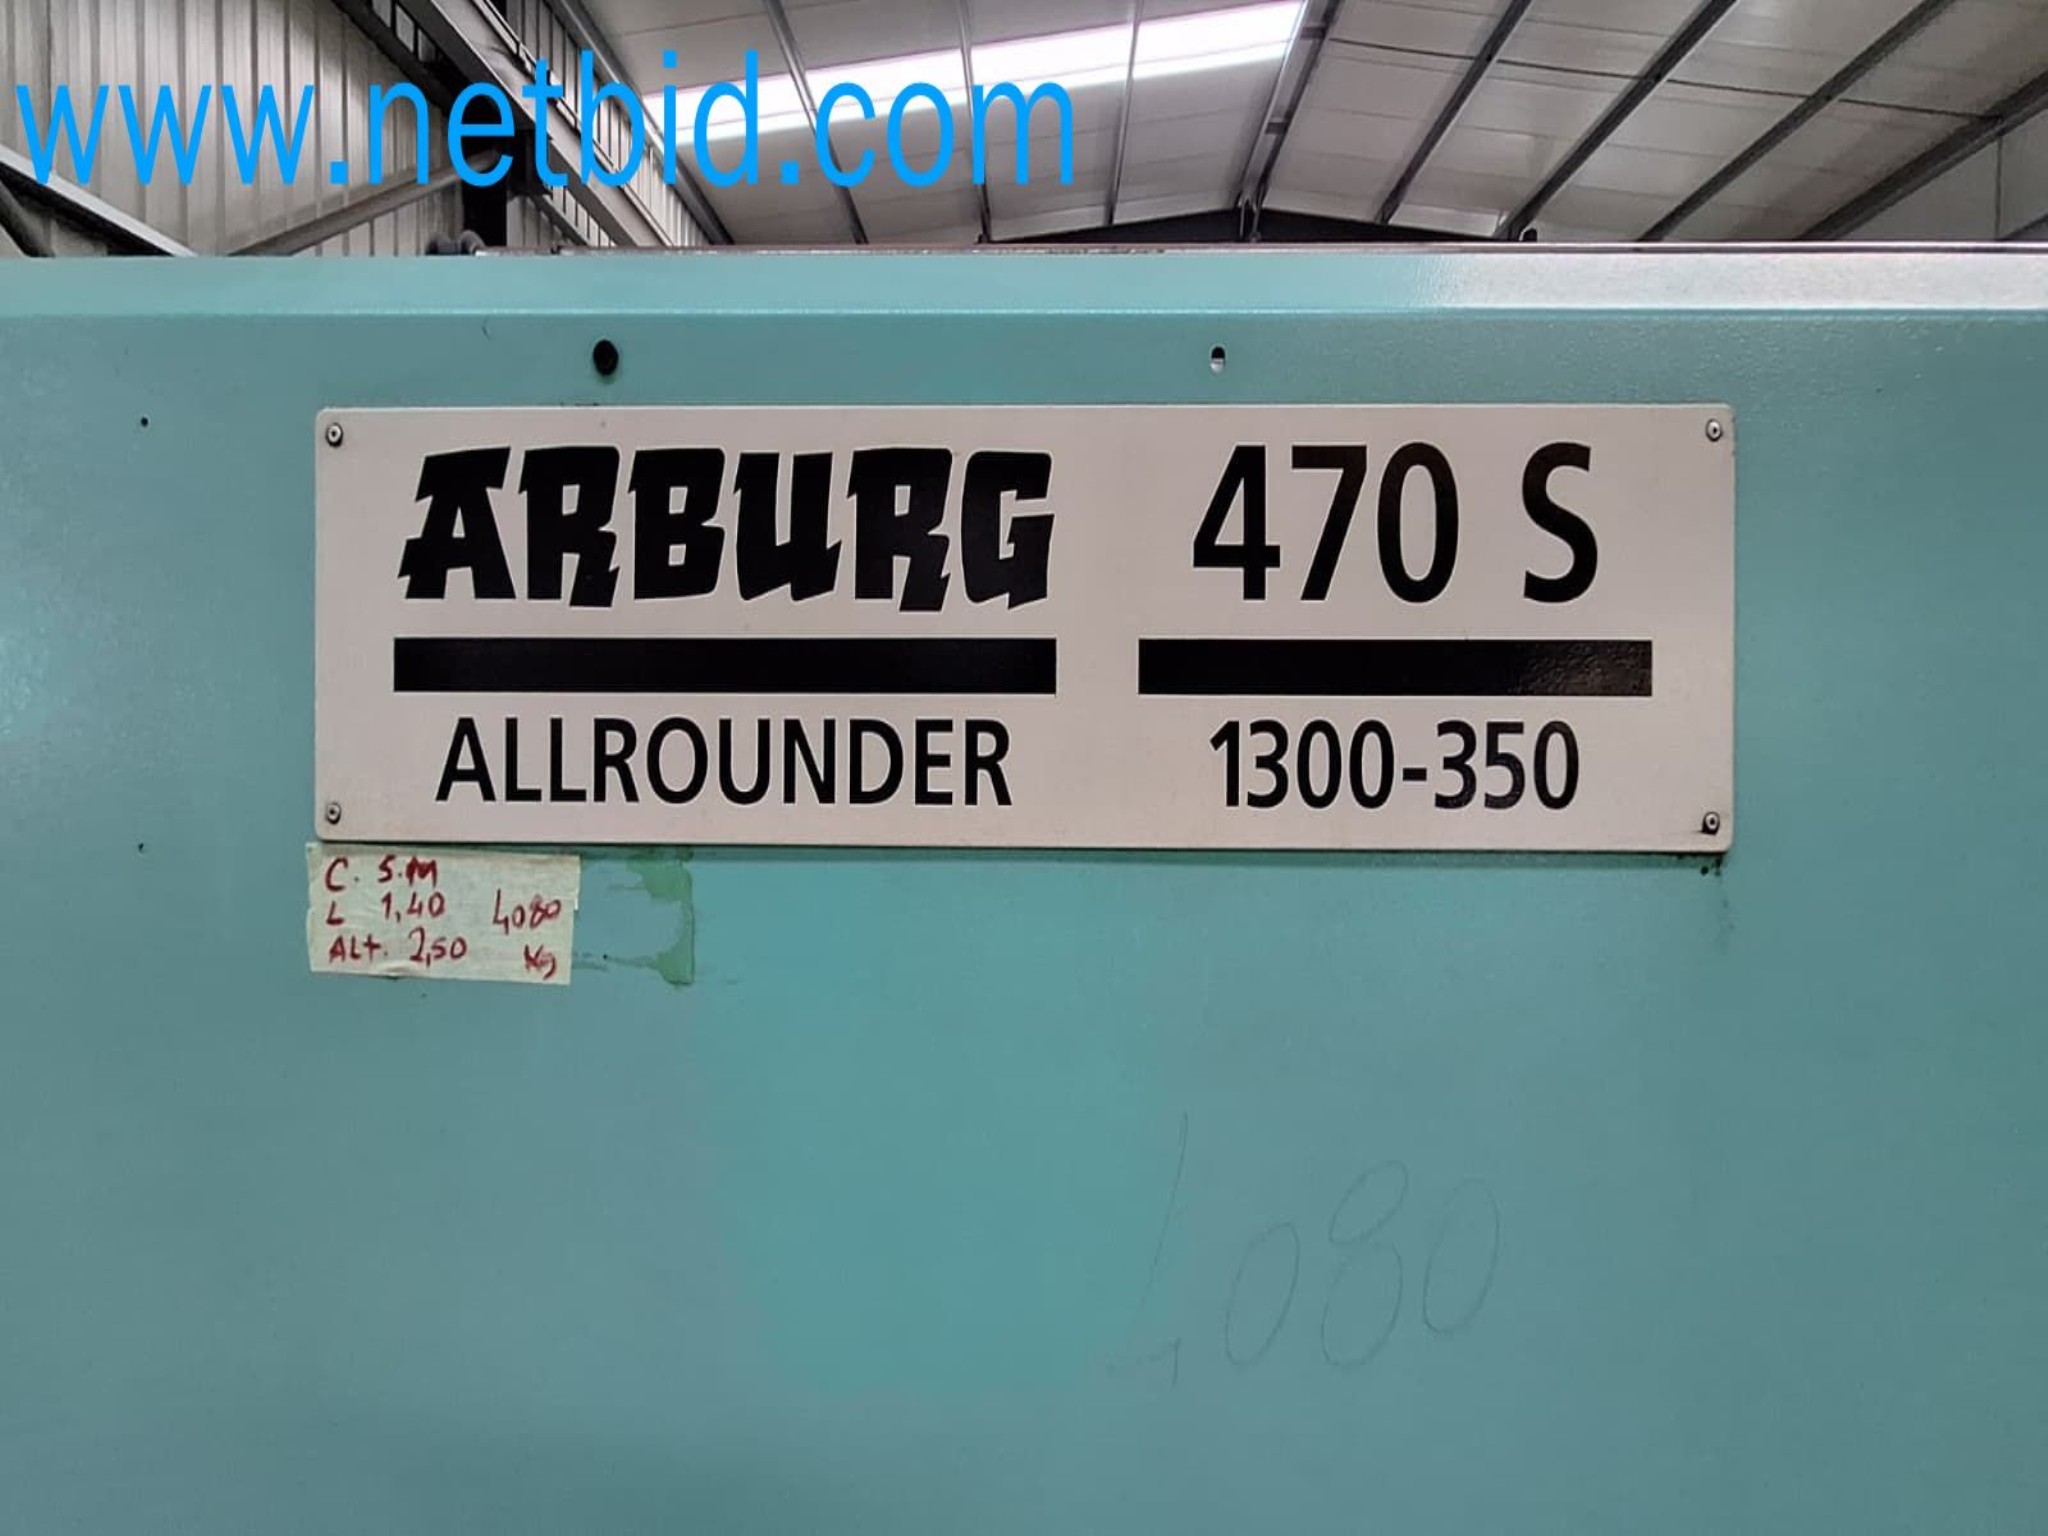 www.netbid.com
ARBURG 470 S
ALLROUNDER 1300-350
C. 5.M
L 1,40 4080
ALt. 2,50 Kg
4080